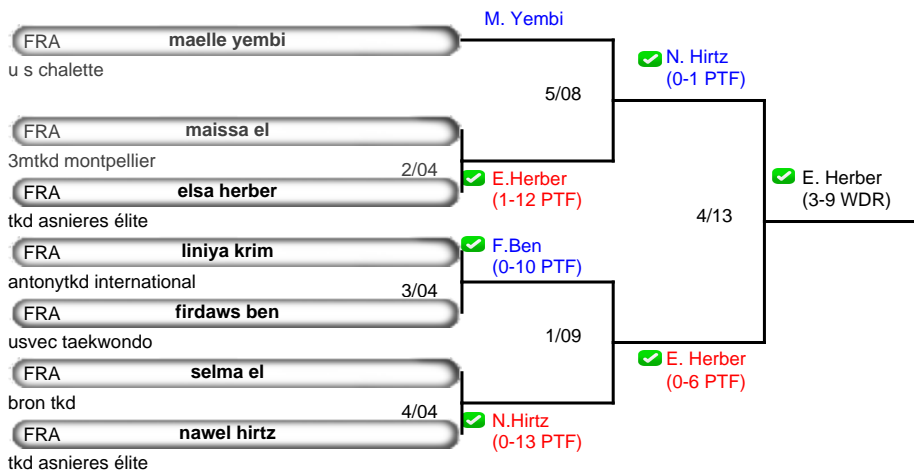 M. Yembi
FRA maelle yembi
u s chalette
N. Hirtz
(0-1 PTF)
5/08
FRA maissa el
3mtkd montpellier
2/04
E.Herber
(1-12 PTF)
FRA elsa herber
tkd asnieres élite
E. Herber
(3-9 WDR)
4/13
FRA liniya krim
antonytkd international
F.Ben
(0-10 PTF)
3/04
FRA firdaws ben
usvec taekwondo
1/09
E. Herber
(0-6 PTF)
FRA selma el
bron tkd
4/04
N.Hirtz
(0-13 PTF)
FRA nawel hirtz
tkd asnieres élite